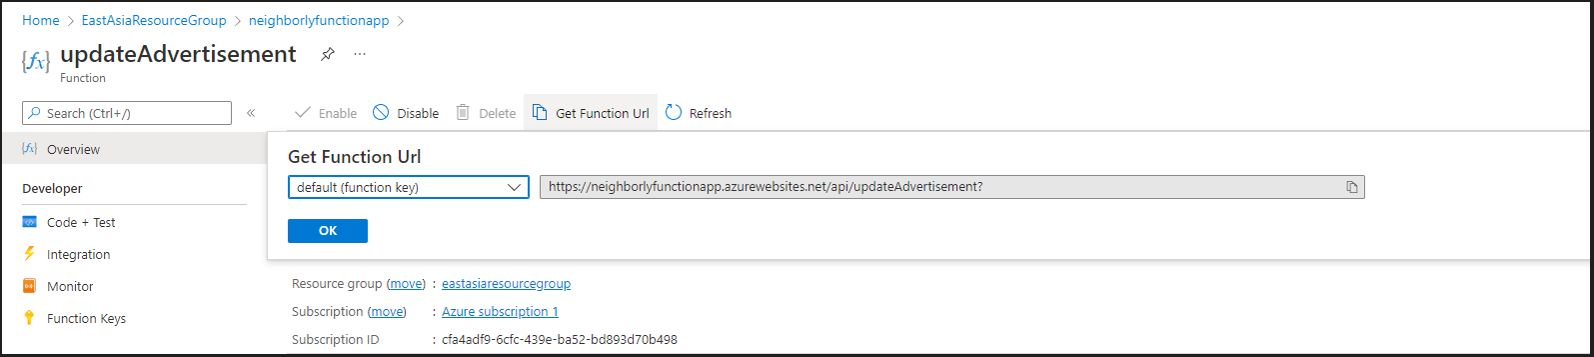 Home > EastAsiaResourceGroup > neighborlyfunctionapp >
{fx} updateAdvertisement ...
Function
Search (Ctrl+/) «
Enable Disable Delete Get Function Url Refresh
{fx} Overview
Get Function Url
default (function key) https://neighborlyfunctionapp.azurewebsites.net/api/updateAdvertisement?
Developer
Code + Test
OK
Integration
Resource group (move) : eastasiaresourcegroup
Monitor
Subscription (move) : Azure subscription 1
Function Keys
Subscription ID : cfa4adf9-6cfc-439e-ba52-bd893d70b498